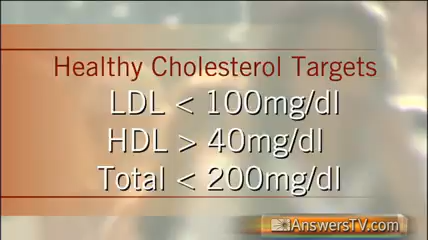 Healthy Cholesterol Targets
LDL < 100mg/dl
HDL > 40mg/dl
Total < 200mg/dl
AnswersTV.com